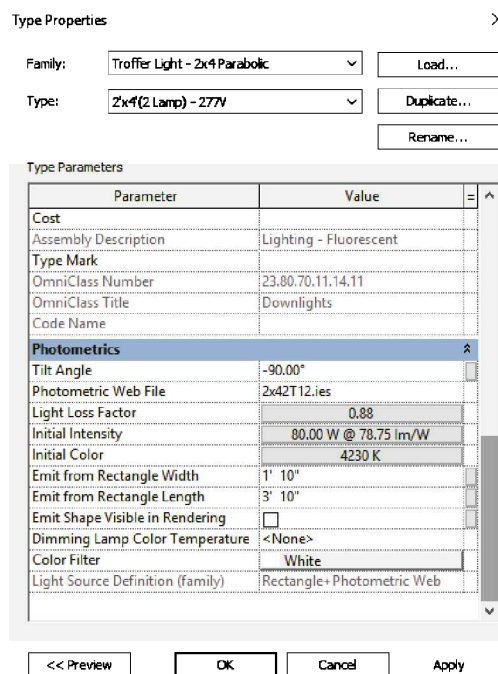 Type Properties
Family: Troffer Light - 2x4 Parabolic Load...
Type: 2'x4'(2 Lamp) - 277V Duplicate...
Rename...
Type Parameters
Parameter Value =
Cost
Assembly Description Lighting - Fluorescent
Type Mark
OmniClass Number 23.80.70.11.14.11
OmniClass Title Downlights
Code Name
Photometrics
Tilt Angle -90.00°
Photometric Web File 2x42T12.ies
Light Loss Factor 0.88
Initial Intensity 80.00 W @ 78.75 lm/W
Initial Color 4230 K
Emit from Rectangle Width 1' 10"
Emit from Rectangle Length 3' 10"
Emit Shape Visible in Rendering
Dimming Lamp Color Temperature <None>
Color Filter White
Light Source Definition (family) Rectangle+Photometric Web
<< Preview OK Cancel Apply